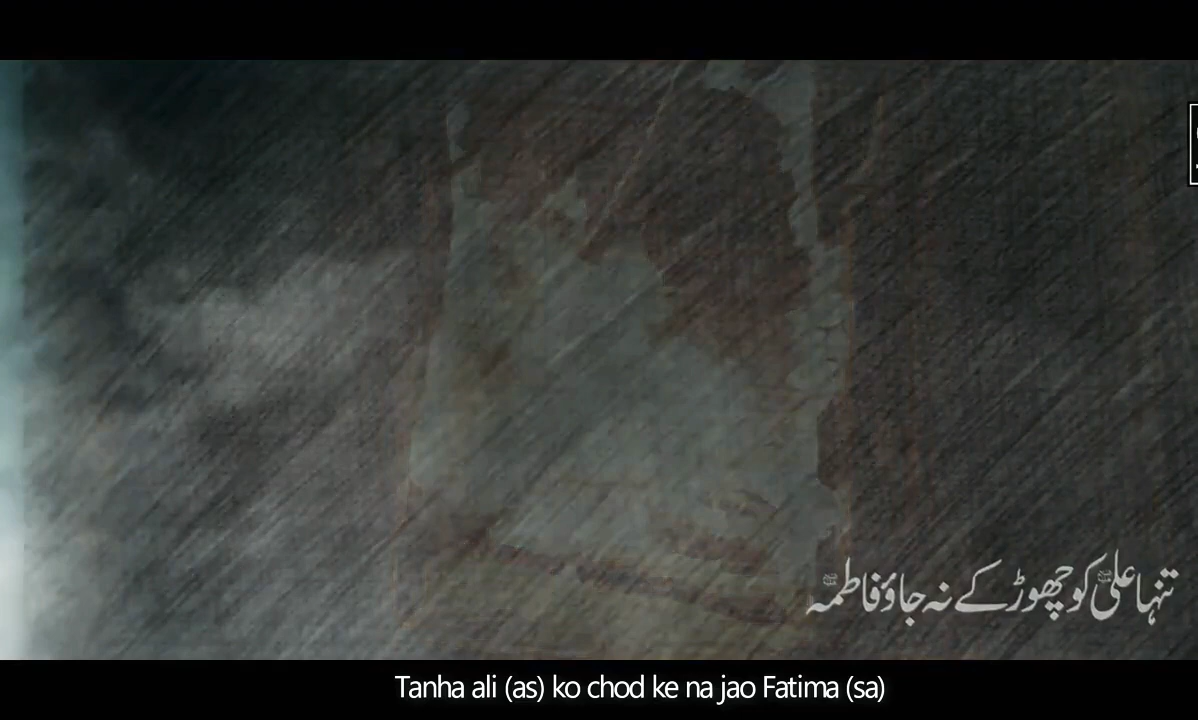 تنہا علیؑ کو چھوڑ کے نہ جاؤ فاطمہؑ
Tanha ali (as) ko chod ke na jao Fatima (sa)